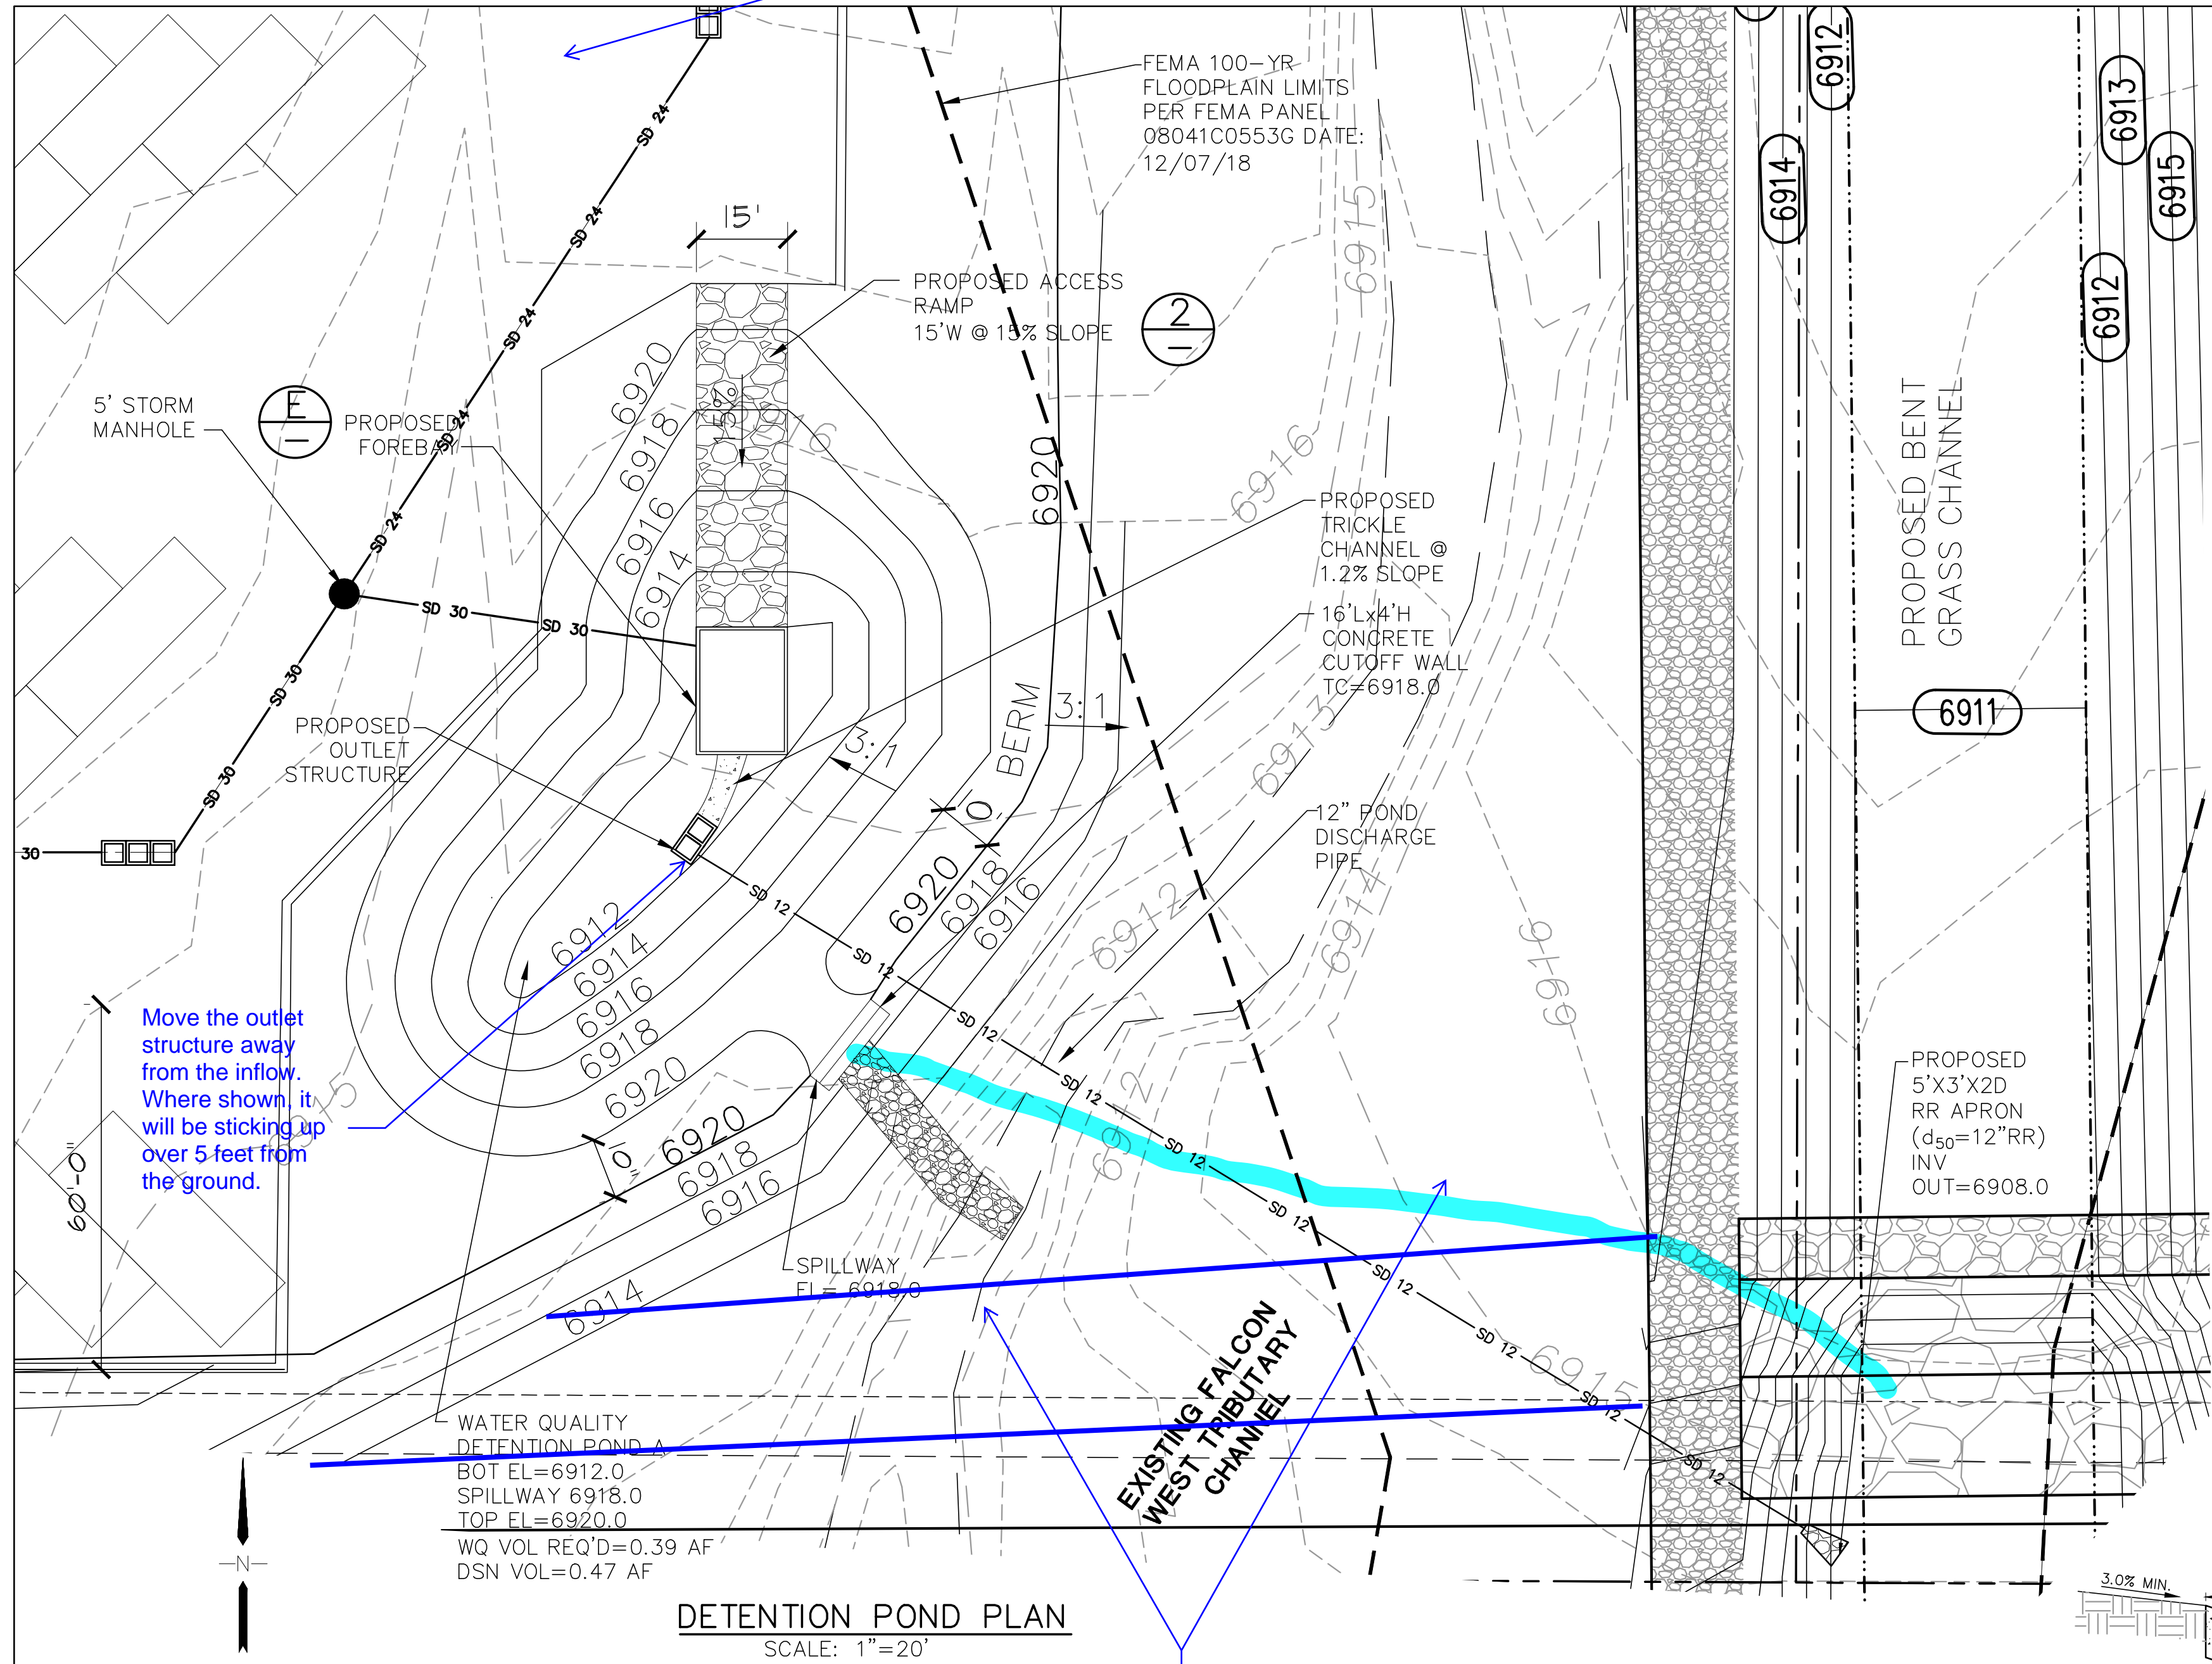 FEMA 100-YR
FLOODPLAIN LIMITS
PER FEMA PANEL
08041C0553G DATE:
12/07/18
6912
6913
6914
6915
6912
SD 24
SD 24
SD 24
SD 24
SD 24
15'
PROPOSED ACCESS
RAMP
15'W @ 15% SLOPE
2
6915
5' STORM
MANHOLE
E
PROPOSED
FOREBAY
15%
6920
6918
6916
6914
6920
6916
PROPOSED
TRICKLE
CHANNEL @
1.2% SLOPE
16'Lx4'H
CONCRETE
CUTOFF WALL
TC=6918.0
PROPOSED BENT
GRASS CHANNEL
6911
SD 30
SD 30
SD 30
SD 30
30
PROPOSED
OUTLET
STRUCTURE
3:1
BERM
3:1
6913
12" POND
DISCHARGE
PIPE
6920
6918
6916
6912
6914
6916
SD 12
SD 12
SD 12
SD 12
SD 12
SD 12
SD 12
SD 12
SD 12
SD 12
6912
6914
6916
6918
6920
6920
6918
6916
6914
6912
6915
6915
Move the outlet
structure away
from the inflow.
Where shown, it
will be sticking up
over 5 feet from
the ground.
60'-0"
PROPOSED
5'X3'X2D
RR APRON
(d50=12"RR)
INV
OUT=6908.0
SPILLWAY
EL= 6918.0
EXISTING FALCON
WEST TRIBUTARY
CHANNEL
WATER QUALITY
DETENTION POND A
BOT EL=6912.0
SPILLWAY 6918.0
TOP EL=6920.0
WQ VOL REQ'D=0.39 AF
DSN VOL=0.47 AF
N
DETENTION POND PLAN
SCALE: 1"=20'
3.0% MIN.